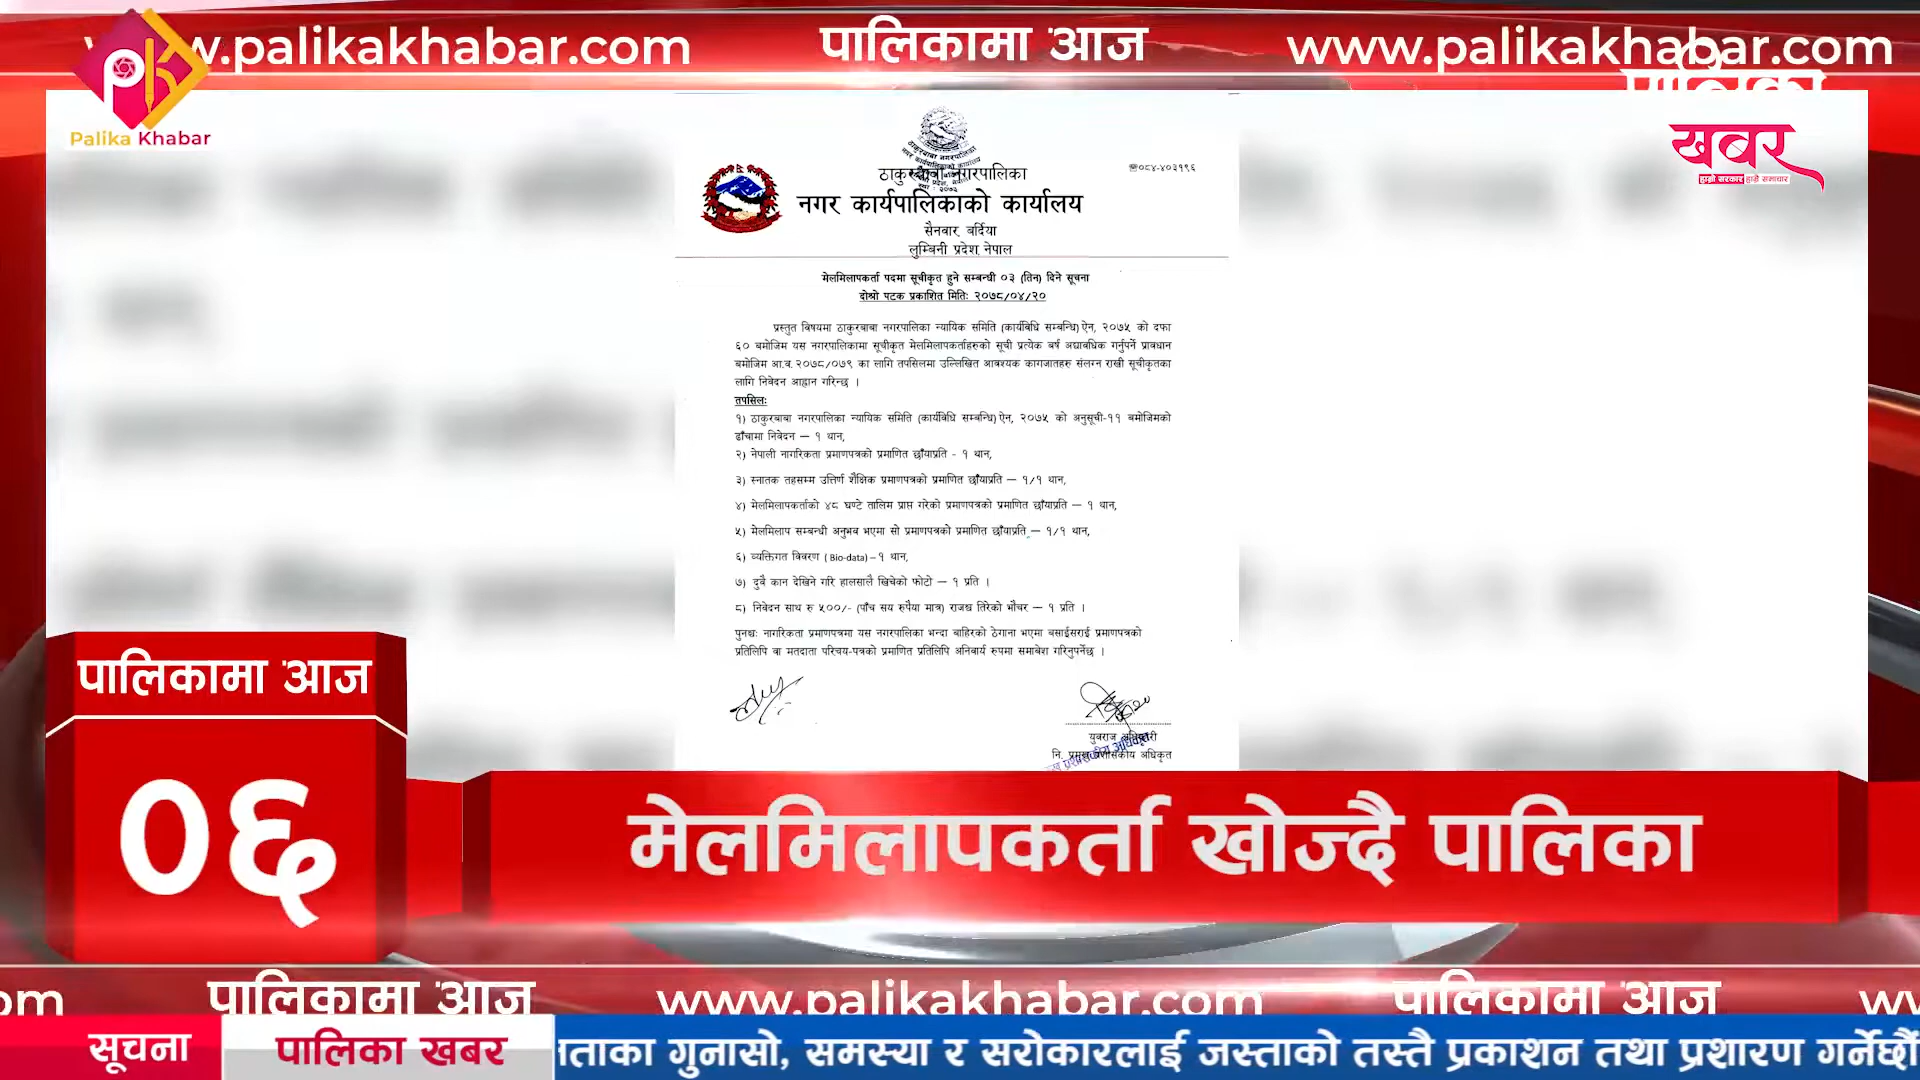 www.palikakhabar.com
पालिकामा आज
www.palikakhabar.com
Palika Khabar
पालिका
खबर
हाम्रो सरकार हाम्रो समाचार
ठाकुरबाबा नगरपालिका
☎०८४-४०३१९६
नगर कार्यपालिकाको कार्यालय
सैनवार, बर्दिया
लुम्बिनी प्रदेश, नेपाल
मेलमिलापकर्ता पदमा सूचीकृत हुने सम्बन्धी ०३ (तिन) दिने सूचना
दोश्रो पटक प्रकाशित मितिः २०७८/०४/२०
प्रस्तुत विषयमा ठाकुरबाबा नगरपालिका न्यायिक समिति (कार्यविधि सम्बन्धि) ऐन, २०७५ को दफा
६० बमोजिम यस नगरपालिकामा सूचीकृत मेलमिलापकर्ताहरुको सूची प्रत्येक बर्ष अद्यावधिक गर्नुपर्ने प्रावधान
बमोजिम आ.व. २०७८/०७९ का लागि तपसिलमा उल्लिखित आवश्यक कागजातहरु संलग्न राखी सूचीकृतका
लागि निवेदन आह्वान गरिन्छ ।
तपसिलः
१) ठाकुरबाबा नगरपालिका न्यायिक समिति (कार्यविधि सम्बन्धि) ऐन, २०७५ को अनुसूची-११ बमोजिमको
ढाँचामा निवेदन — १ थान,
२) नेपाली नागरिकता प्रमाणपत्रको प्रमाणित छाँयाप्रति - १ थान,
३) स्नातक तहसम्म उत्तिर्ण शैक्षिक प्रमाणपत्रको प्रमाणित छाँयाप्रति — १/१ थान,
४) मेलमिलापकर्ताको ४८ घण्टे तालिम प्राप्त गरेको प्रमाणपत्रको प्रमाणित छाँयाप्रति — १ थान,
५) मेलमिलाप सम्बन्धी अनुभव भएमा सो प्रमाणपत्रको प्रमाणित छाँयाप्रति — १/१ थान,
६) व्यक्तिगत विवरण ( Bio-data) – १ थान,
७) दुवै कान देखिने गरि हालसालै खिचेको फोटो — १ प्रति ।
८) निवेदन साथ रु ५००/- (पाँच सय रुपैया मात्र) राजश्व तिरेको भौचर — १ प्रति ।
पुनश्चः नागरिकता प्रमाणपत्रमा यस नगरपालिका भन्दा बाहिरको ठेगाना भएमा बसाईसराई प्रमाणपत्रको
प्रतिलिपि वा मतदाता परिचय-पत्रको प्रमाणित प्रतिलिपि अनिवार्य रुपमा समाबेश गरिनुपर्नेछ ।
युवराज अधिकारी
नि. प्रमुख प्रशासकीय अधिकृत
पालिकामा आज
०६
मेलमिलापकर्ता खोज्दै पालिका
om पालिकामा आज www.palikakhabar.com पालिकामा आज
सूचना
पालिका खबर
नताका गुनासो, समस्या र सरोकारलाई जस्ताको तस्तै प्रकाशन तथा प्रशारण गर्नेछौं